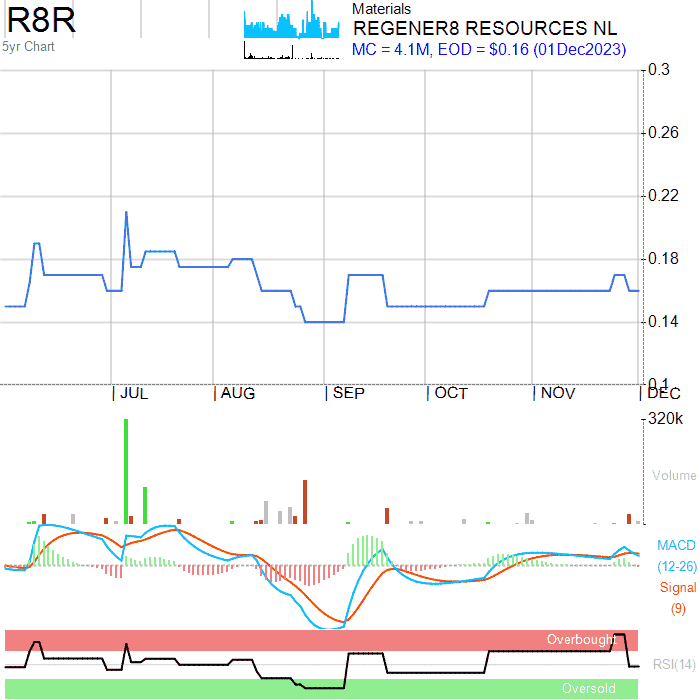 R8R
5yr Chart
Materials
REGENER8 RESOURCES NL
MC = 4.1M, EOD = $0.16 (01Dec2023)
0.3
0.26
0.22
0.18
0.14
0.1
JUL AUG SEP OCT NOV DEC
320k
Volume
MACD
(12-26)
Signal
(9)
Overbought
RSI(14)
Oversold